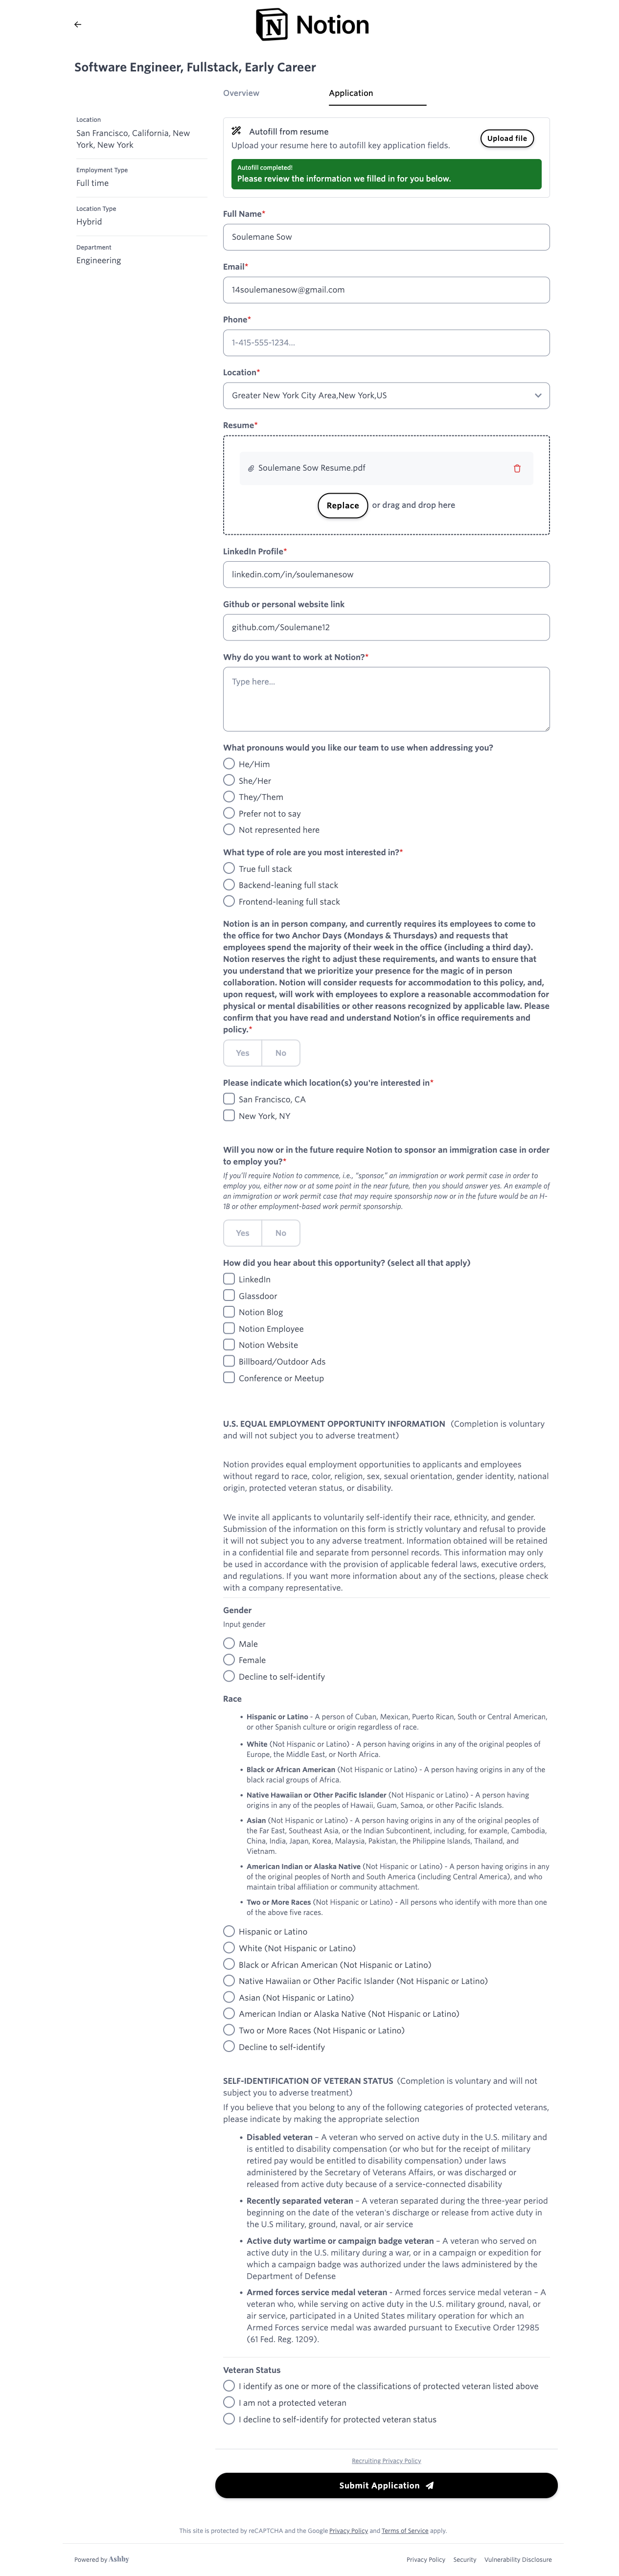 Notion
Software Engineer, Fullstack, Early Career
Overview
Application
Location
San Francisco, California, New
York, New York
Employment Type
Full time
Location Type
Hybrid
Department
Engineering
Autofill from resume
Upload your resume here to autofill key application fields.
Upload file
Autofill completed!
Please review the information we filled in for you below.
Full Name*
Soulemane Sow
Email*
14soulemanesow@gmail.com
Phone*
1-415-555-1234...
Location*
Greater New York City Area,New York,US
Resume*
Soulemane Sow Resume.pdf
Replace or drag and drop here
LinkedIn Profile*
linkedin.com/in/soulemanesow
Github or personal website link
github.com/Soulemane12
Why do you want to work at Notion?*
Type here...
What pronouns would you like our team to use when addressing you?
He/Him
She/Her
They/Them
Prefer not to say
Not represented here
What type of role are you most interested in?*
True full stack
Backend-leaning full stack
Frontend-leaning full stack
Notion is an in person company, and currently requires its employees to come to
the office for two Anchor Days (Mondays & Thursdays) and requests that
employees spend the majority of their week in the office (including a third day).
Notion reserves the right to adjust these requirements, and wants to ensure that
you understand that we prioritize your presence for the magic of in person
collaboration. Notion will consider requests for accommodation to this policy, and,
upon request, will work with employees to explore a reasonable accommodation for
physical or mental disabilities or other reasons recognized by applicable law. Please
confirm that you have read and understand Notion's in office requirements and
policy.*
Yes No
Please indicate which location(s) you're interested in*
San Francisco, CA
New York, NY
Will you now or in the future require Notion to sponsor an immigration case in order
to employ you?*
If you'll require Notion to commence, i.e., "sponsor," an immigration or work permit case in order to
employ you, either now or at some point in the near future, then you should answer yes. An example of
an immigration or work permit case that may require sponsorship now or in the future would be an H-
1B or other employment-based work permit sponsorship.
Yes No
How did you hear about this opportunity? (select all that apply)
LinkedIn
Glassdoor
Notion Blog
Notion Employee
Notion Website
Billboard/Outdoor Ads
Conference or Meetup
U.S. EQUAL EMPLOYMENT OPPORTUNITY INFORMATION (Completion is voluntary
and will not subject you to adverse treatment)
Notion provides equal employment opportunities to applicants and employees
without regard to race, color, religion, sex, sexual orientation, gender identity, national
origin, protected veteran status, or disability.
We invite all applicants to voluntarily self-identify their race, ethnicity, and gender.
Submission of the information on this form is strictly voluntary and refusal to provide
it will not subject you to any adverse treatment. Information obtained will be retained
in a confidential file and separate from personnel records. This information may only
be used in accordance with the provision of applicable federal laws, executive orders,
and regulations. If you want more information about any of the sections, please check
with a company representative.
Gender
Input gender
Male
Female
Decline to self-identify
Race
• Hispanic or Latino - A person of Cuban, Mexican, Puerto Rican, South or Central American,
or other Spanish culture or origin regardless of race.
• White (Not Hispanic or Latino) - A person having origins in any of the original peoples of
Europe, the Middle East, or North Africa.
• Black or African American (Not Hispanic or Latino) - A person having origins in any of the
black racial groups of Africa.
• Native Hawaiian or Other Pacific Islander (Not Hispanic or Latino) - A person having
origins in any of the peoples of Hawaii, Guam, Samoa, or other Pacific Islands.
• Asian (Not Hispanic or Latino) - A person having origins in any of the original peoples of
the Far East, Southeast Asia, or the Indian Subcontinent, including, for example, Cambodia,
China, India, Japan, Korea, Malaysia, Pakistan, the Philippine Islands, Thailand, and
Vietnam.
• American Indian or Alaska Native (Not Hispanic or Latino) - A person having origins in any
of the original peoples of North and South America (including Central America), and who
maintain tribal affiliation or community attachment.
• Two or More Races (Not Hispanic or Latino) - All persons who identify with more than one
of the above five races.
Hispanic or Latino
White (Not Hispanic or Latino)
Black or African American (Not Hispanic or Latino)
Native Hawaiian or Other Pacific Islander (Not Hispanic or Latino)
Asian (Not Hispanic or Latino)
American Indian or Alaska Native (Not Hispanic or Latino)
Two or More Races (Not Hispanic or Latino)
Decline to self-identify
SELF-IDENTIFICATION OF VETERAN STATUS (Completion is voluntary and will not
subject you to adverse treatment)
If you believe that you belong to any of the following categories of protected veterans,
please indicate by making the appropriate selection
• Disabled veteran – A veteran who served on active duty in the U.S. military and
is entitled to disability compensation (or who but for the receipt of military
retired pay would be entitled to disability compensation) under laws
administered by the Secretary of Veterans Affairs, or was discharged or
released from active duty because of a service-connected disability
• Recently separated veteran – A veteran separated during the three-year period
beginning on the date of the veteran's discharge or release from active duty in
the U.S military, ground, naval, or air service
• Active duty wartime or campaign badge veteran – A veteran who served on
active duty in the U.S. military during a war, or in a campaign or expedition for
which a campaign badge was authorized under the laws administered by the
Department of Defense
• Armed forces service medal veteran - Armed forces service medal veteran – A
veteran who, while serving on active duty in the U.S. military ground, naval, or
air service, participated in a United States military operation for which an
Armed Forces service medal was awarded pursuant to Executive Order 12985
(61 Fed. Reg. 1209).
Veteran Status
I identify as one or more of the classifications of protected veteran listed above
I am not a protected veteran
I decline to self-identify for protected veteran status
Recruiting Privacy Policy
Submit Application
This site is protected by reCAPTCHA and the Google Privacy Policy and Terms of Service apply.
Powered by Ashby
Privacy Policy Security Vulnerability Disclosure